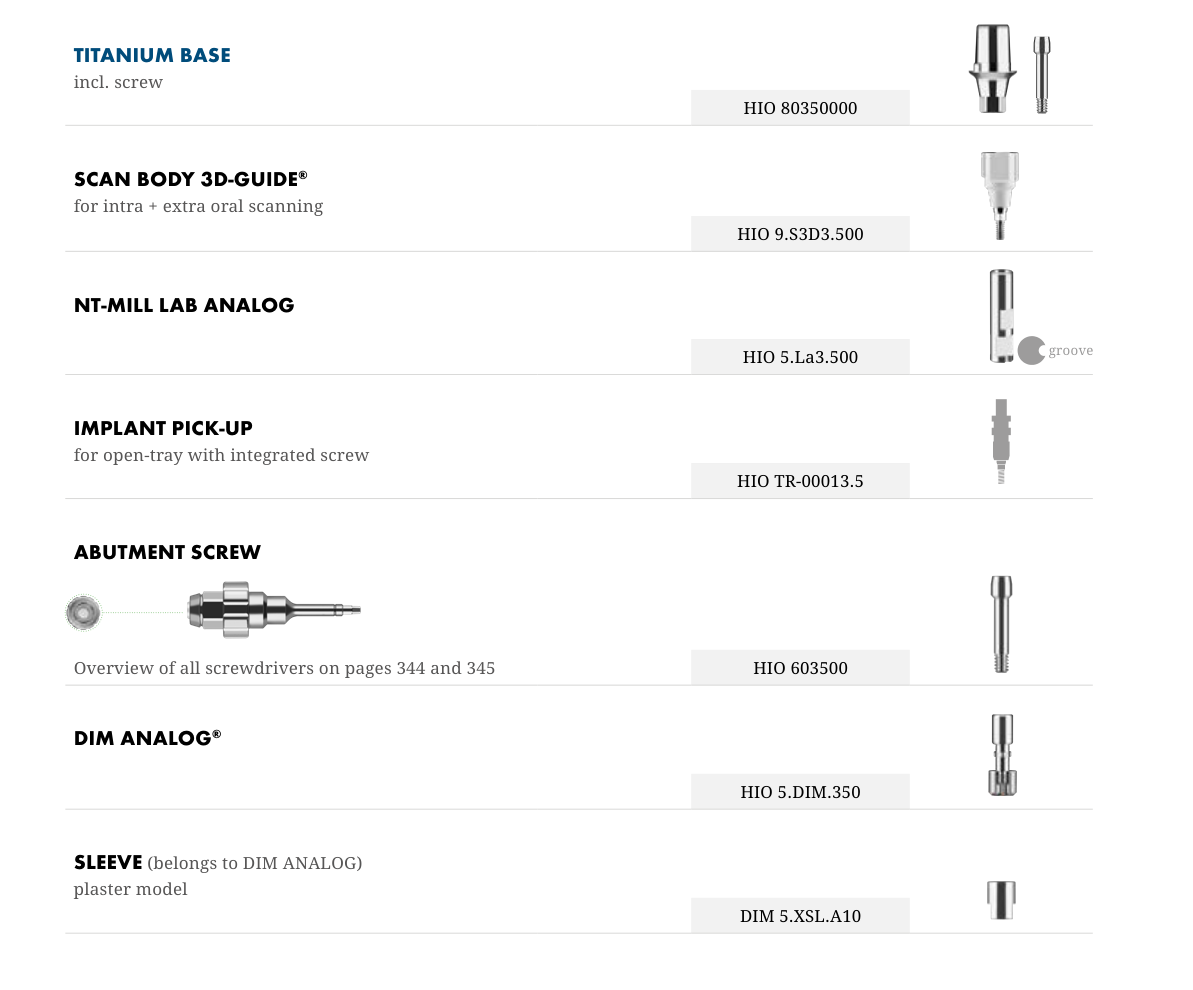 TITANIUM BASE
incl. screw
HIO 80350000
SCAN BODY 3D-GUIDE®
for intra + extra oral scanning
HIO 9.S3D3.500
NT-MILL LAB ANALOG
HIO 5.La3.500
groove
IMPLANT PICK-UP
for open-tray with integrated screw
HIO TR-00013.5
ABUTMENT SCREW
Overview of all screwdrivers on pages 344 and 345
HIO 603500
DIM ANALOG®
HIO 5.DIM.350
SLEEVE (belongs to DIM ANALOG)
plaster model
DIM 5.XSL.A10